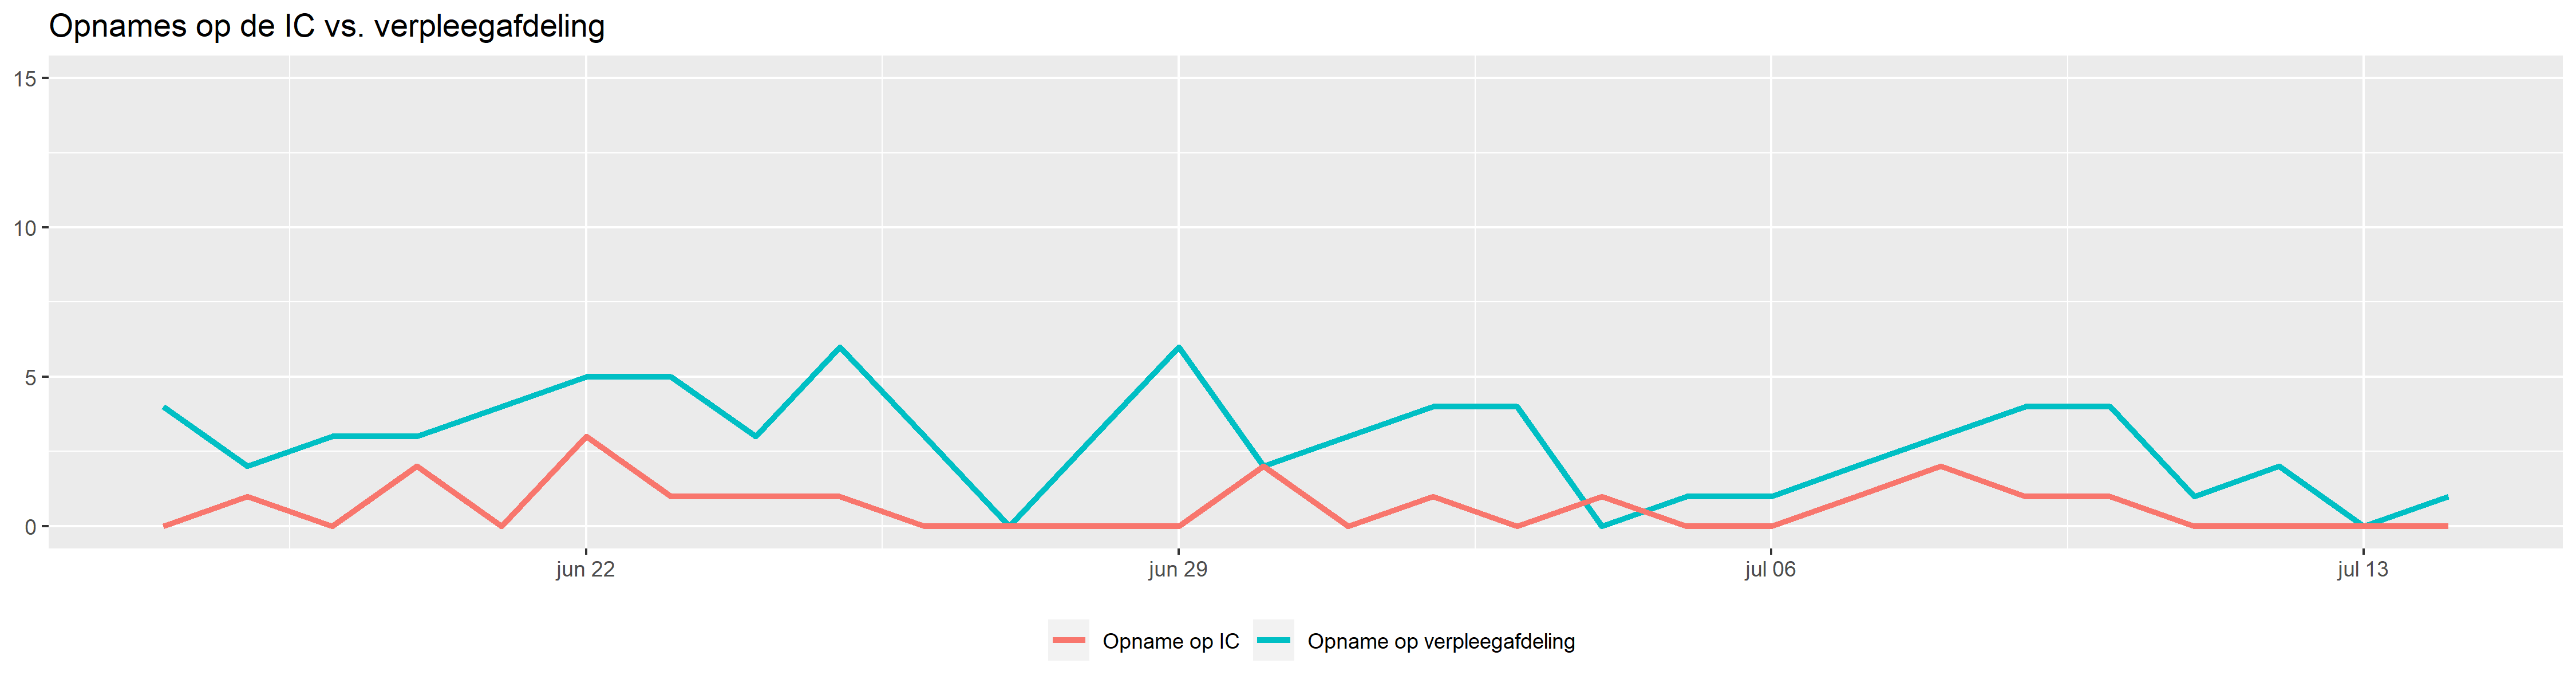 Opnames op de IC vs. verpleegafdeling
15
10
5
0
jun 22 jun 29 jul 06 jul 13
Opname op IC Opname op verpleegafdeling